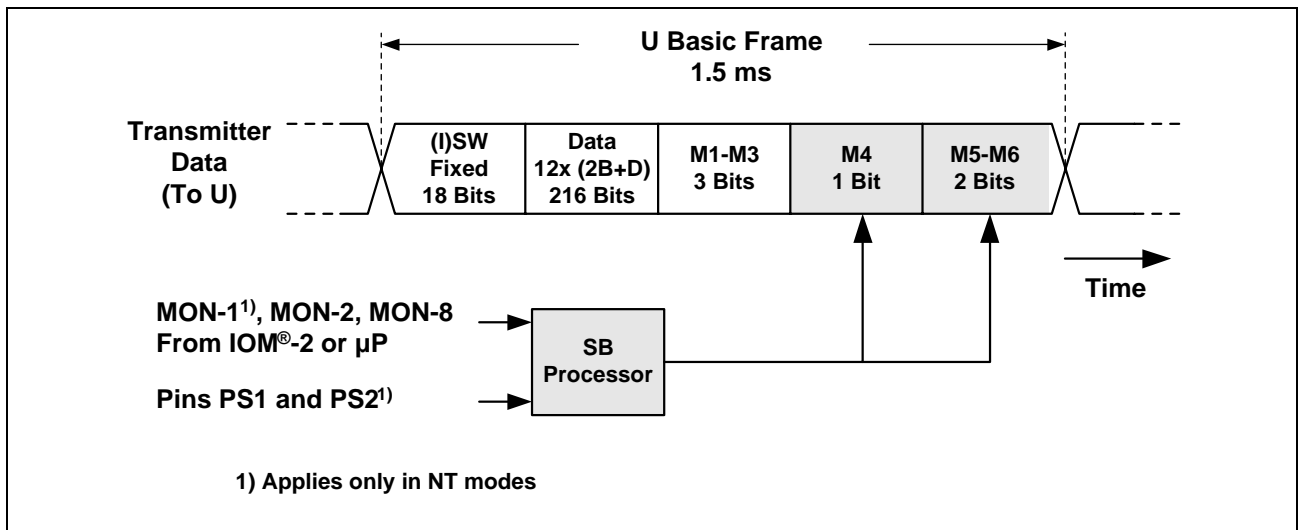 U Basic Frame
1.5 ms
Transmitter
Data
(To U)
(I)SW
Fixed
18 Bits
Data
12x (2B+D)
216 Bits
M1-M3
3 Bits
M4
1 Bit
M5-M6
2 Bits
Time
MON-1¹⁾, MON-2, MON-8
From IOM®-2 or µP
Pins PS1 and PS2¹⁾
SB
Processor
1) Applies only in NT modes